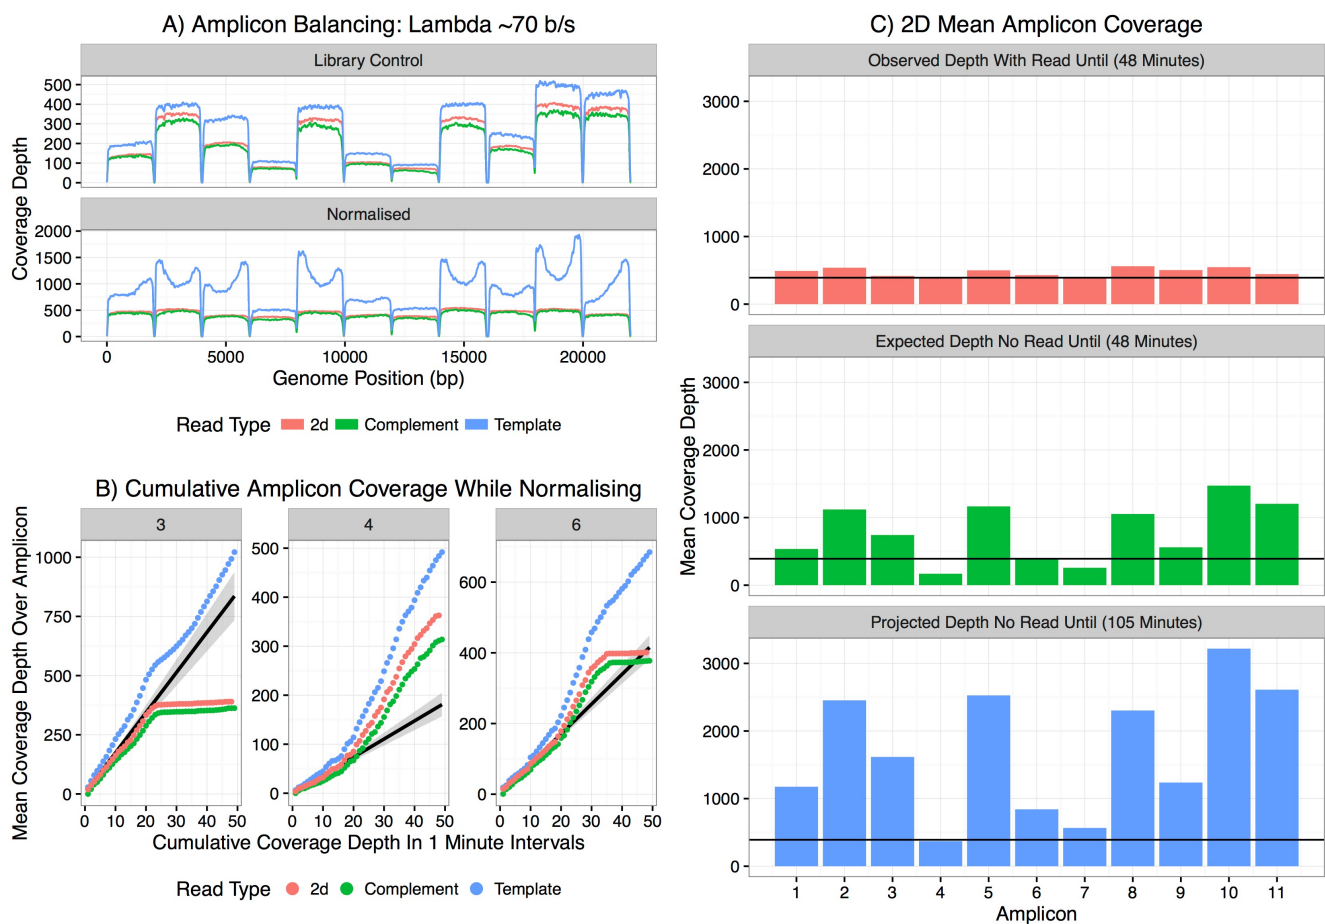 A) Amplicon Balancing: Lambda ~70 b/s
Library Control
500
400
300
200
100
0
Coverage Depth
Normalised
2000
1500
1000
500
0
0 5000 10000 15000 20000
Genome Position (bp)
Read Type 2d Complement Template
B) Cumulative Amplicon Coverage While Normalising
Mean Coverage Depth Over Amplicon
3
1000
750
500
250
0
0 10 20 30 40 50
4
500
400
300
200
100
0
0 10 20 30 40 50
6
600
400
200
0
0 10 20 30 40 50
Cumulative Coverage Depth In 1 Minute Intervals
Read Type 2d Complement Template
C) 2D Mean Amplicon Coverage
Mean Coverage Depth
Observed Depth With Read Until (48 Minutes)
3000
2000
1000
0
Expected Depth No Read Until (48 Minutes)
3000
2000
1000
0
Projected Depth No Read Until (105 Minutes)
3000
2000
1000
0
1 2 3 4 5 6 7 8 9 10 11
Amplicon